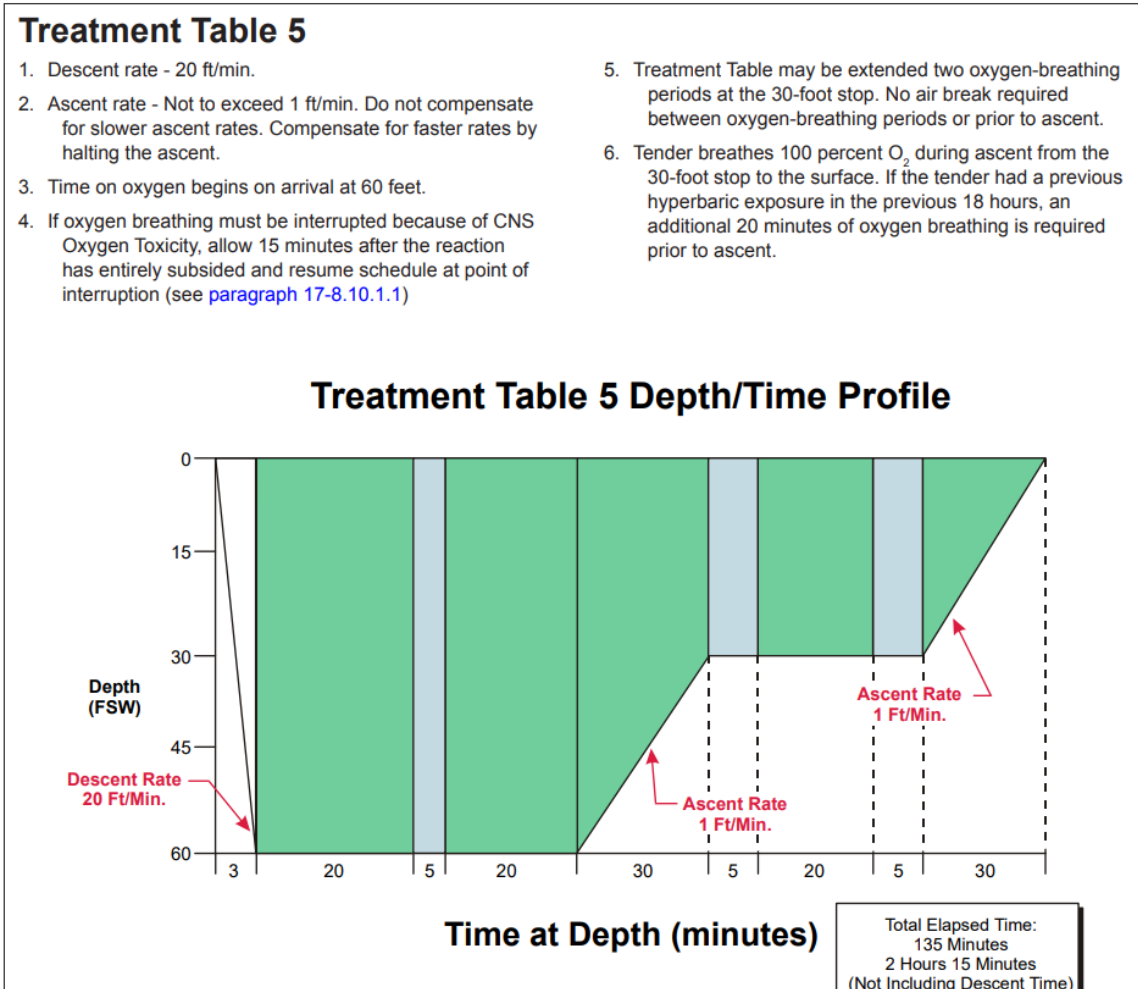 Treatment Table 5
1. Descent rate - 20 ft/min.
2. Ascent rate - Not to exceed 1 ft/min. Do not compensate
for slower ascent rates. Compensate for faster rates by
halting the ascent.
3. Time on oxygen begins on arrival at 60 feet.
4. If oxygen breathing must be interrupted because of CNS
Oxygen Toxicity, allow 15 minutes after the reaction
has entirely subsided and resume schedule at point of
interruption (see paragraph 17-8.10.1.1)
5. Treatment Table may be extended two oxygen-breathing
periods at the 30-foot stop. No air break required
between oxygen-breathing periods or prior to ascent.
6. Tender breathes 100 percent O₂ during ascent from the
30-foot stop to the surface. If the tender had a previous
hyperbaric exposure in the previous 18 hours, an
additional 20 minutes of oxygen breathing is required
prior to ascent.
Treatment Table 5 Depth/Time Profile
0
15
30
Depth
(FSW)
45
60
Descent Rate
20 Ft/Min.
Ascent Rate
1 Ft/Min.
Ascent Rate
1 Ft/Min.
3 20 5 20 30 5 20 5 30
Time at Depth (minutes)
Total Elapsed Time:
135 Minutes
2 Hours 15 Minutes
(Not Including Descent Time)